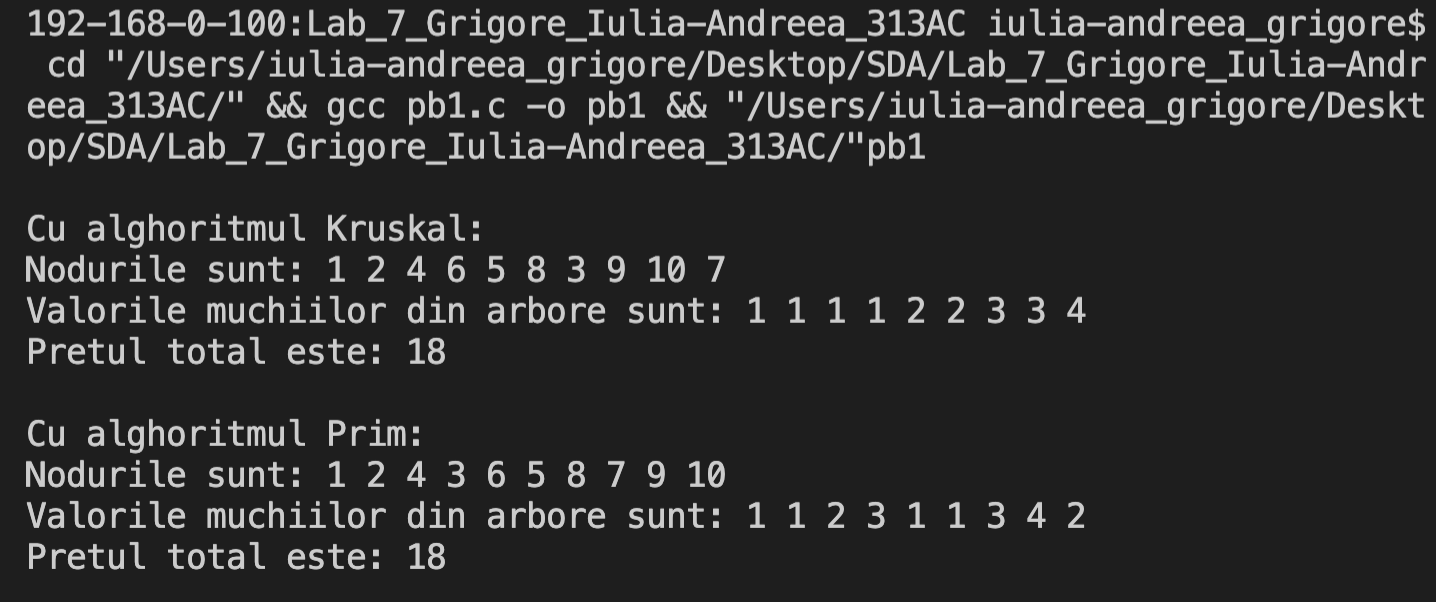 192-168-0-100:Lab_7_Grigore_Iulia-Andreea_313AC iulia-andreea_grigore$
cd "/Users/iulia-andreea_grigore/Desktop/SDA/Lab_7_Grigore_Iulia-Andr
eea_313AC/" && gcc pb1.c -o pb1 && "/Users/iulia-andreea_grigore/Deskt
op/SDA/Lab_7_Grigore_Iulia-Andreea_313AC/"pb1
Cu alghoritmul Kruskal:
Nodurile sunt: 1 2 4 6 5 8 3 9 10 7
Valorile muchiilor din arbore sunt: 1 1 1 1 2 2 3 3 4
Pretul total este: 18
Cu alghoritmul Prim:
Nodurile sunt: 1 2 4 3 6 5 8 7 9 10
Valorile muchiilor din arbore sunt: 1 1 2 3 1 1 3 4 2
Pretul total este: 18